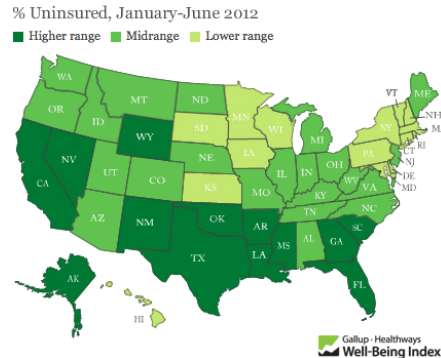 % Uninsured, January-June 2012
Higher range Midrange Lower range
WA
MT
ND
MN
VT
ME
OR
ID
WY
SD
WI
MI
NY
NH
M
RI
CT
NV
UT
CO
NE
IA
IL
IN
OH
PA
NJ
DE
MD
CA
AZ
NM
KS
MO
KY
WV
VA
OK
AR
TN
NC
TX
LA
MS
AL
GA
SC
FL
AK
HI
Gallup · Healthways
Well-Being Index